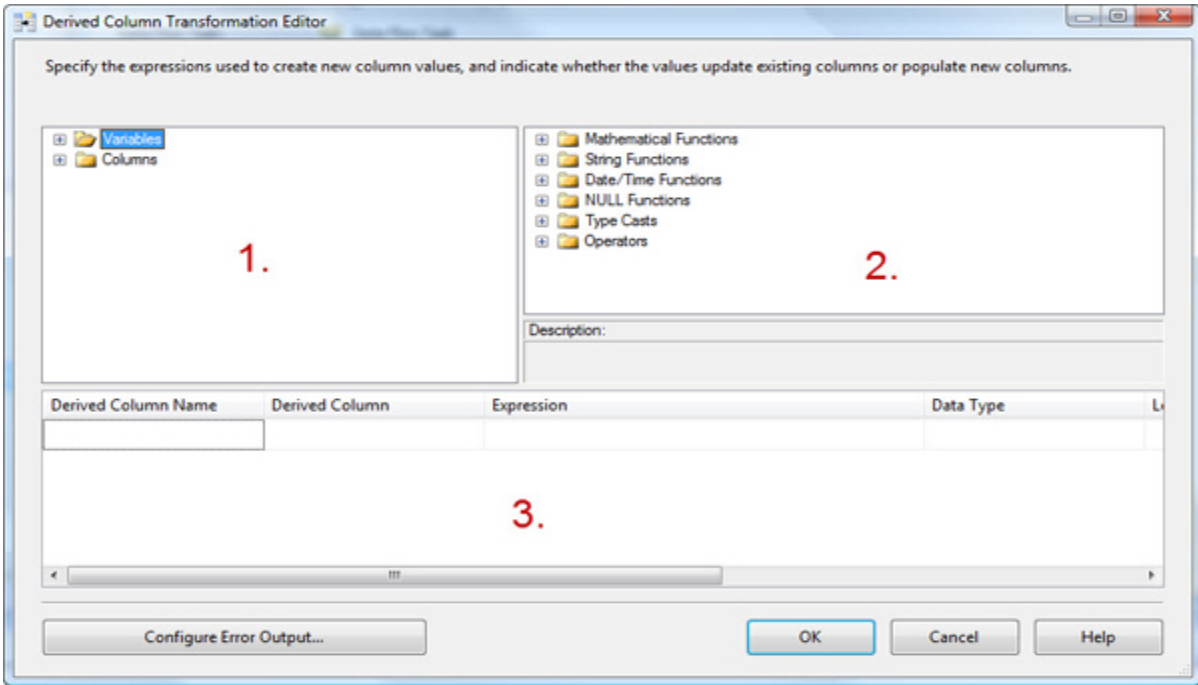 Derived Column Transformation Editor
Specify the expressions used to create new column values, and indicate whether the values update existing columns or populate new columns.
Variables
Columns
1.
Mathematical Functions
String Functions
Date/Time Functions
NULL Functions
Type Casts
Operators
2.
Description:
Derived Column Name Derived Column Expression Data Type
3.
Configure Error Output... OK Cancel Help